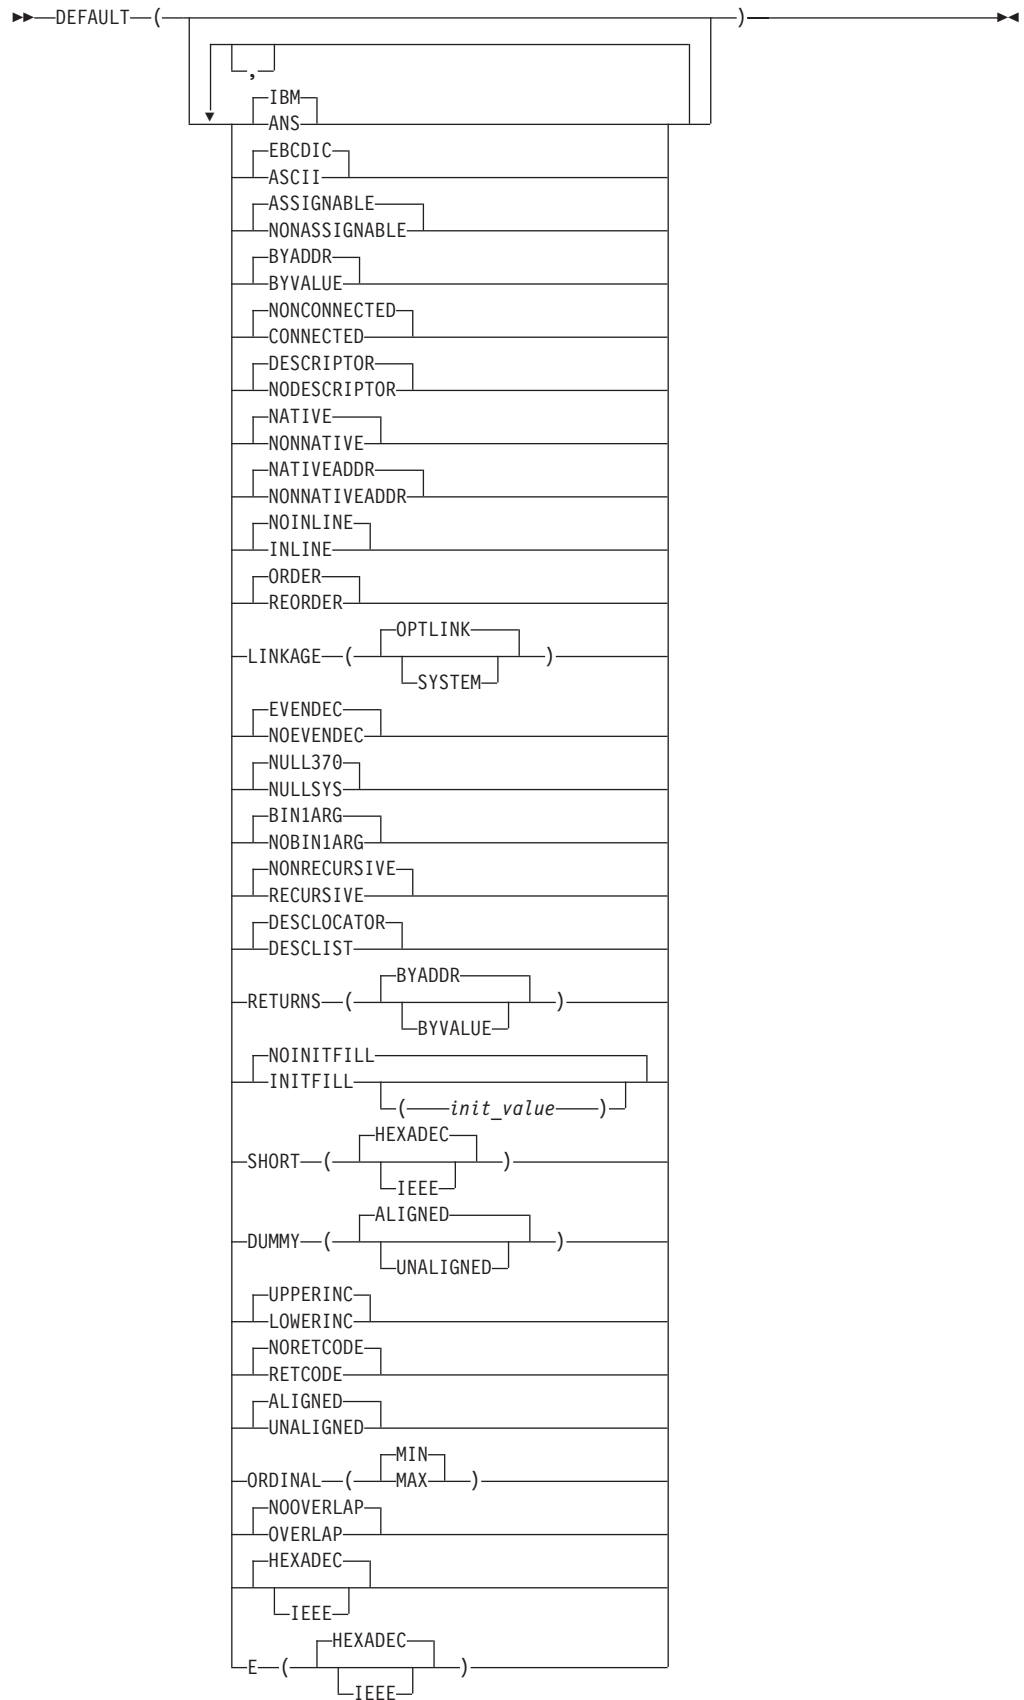 DEFAULT ( )
,
IBM
ANS
EBCDIC
ASCII
ASSIGNABLE
NONASSIGNABLE
BYADDR
BYVALUE
NONCONNECTED
CONNECTED
DESCRIPTOR
NODESCRIPTOR
NATIVE
NONNATIVE
NATIVEADDR
NONNATIVEADDR
NOINLINE
INLINE
ORDER
REORDER
OPTLINK
LINKAGE ( )
SYSTEM
EVENDEC
NOEVENDEC
NULL370
NULLSYS
BIN1ARG
NOBIN1ARG
NONRECURSIVE
RECURSIVE
DESCLOCATOR
DESCLIST
BYADDR
RETURNS ( )
BYVALUE
NOINITFILL
INITFILL
( init_value )
HEXADEC
SHORT ( )
IEEE
ALIGNED
DUMMY ( )
UNALIGNED
UPPERINC
LOWERINC
NORETCODE
RETCODE
ALIGNED
UNALIGNED
MIN
ORDINAL ( MAX )
NOOVERLAP
OVERLAP
HEXADEC
IEEE
HEXADEC
E ( )
IEEE